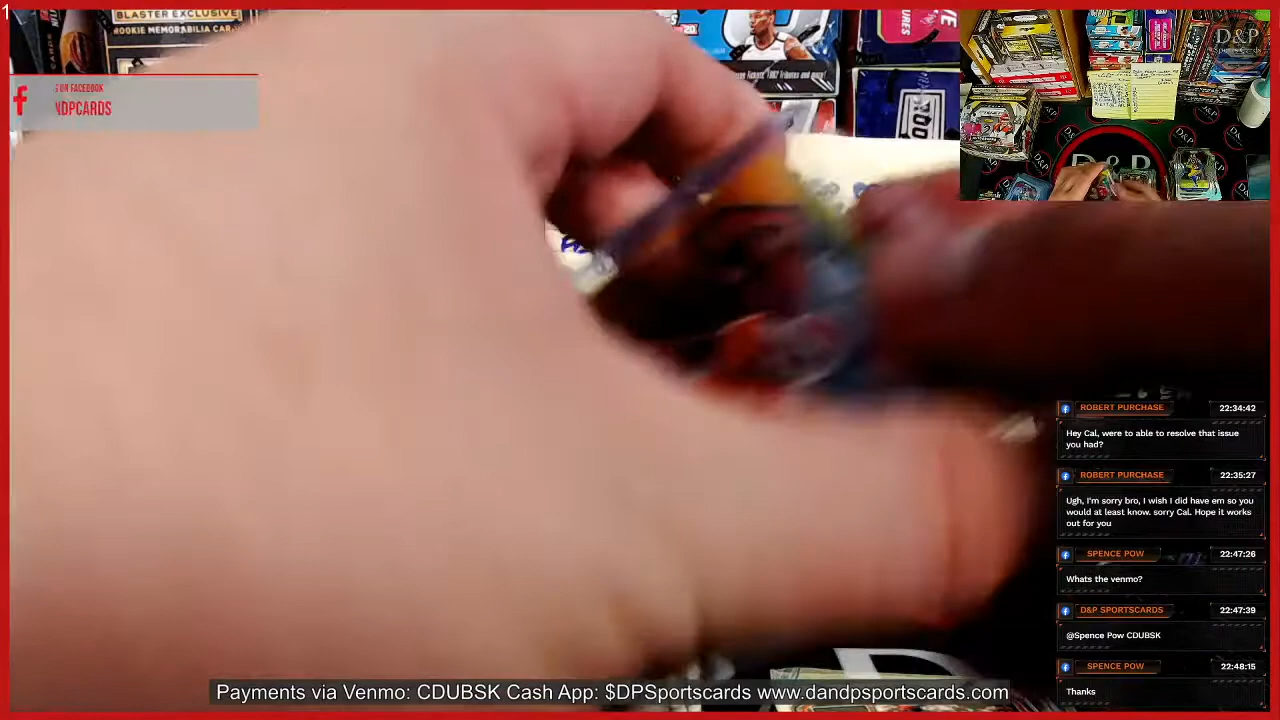 1
BLASTER EXCLUSIVE
ROOKIE MEMORABILIA CAR
ON FACEBOOK
NDPCARDS
D&P
D&P
ROBERT PURCHASE
22:34:42
Hey Cal, were to able to resolve that issue
you had?
ROBERT PURCHASE
22:35:27
Ugh, I'm sorry bro, I wish I did have em so you
would at least know. sorry Cal. Hope it works
out for you
SPENCE POW
22:47:26
Whats the venmo?
D&P SPORTSCARDS
22:47:39
@Spence Pow CDUBSK
SPENCE POW
22:48:15
Thanks
Payments via Venmo: CDUBSK Cash App: $DPSportscards www.dandpsportscards.com